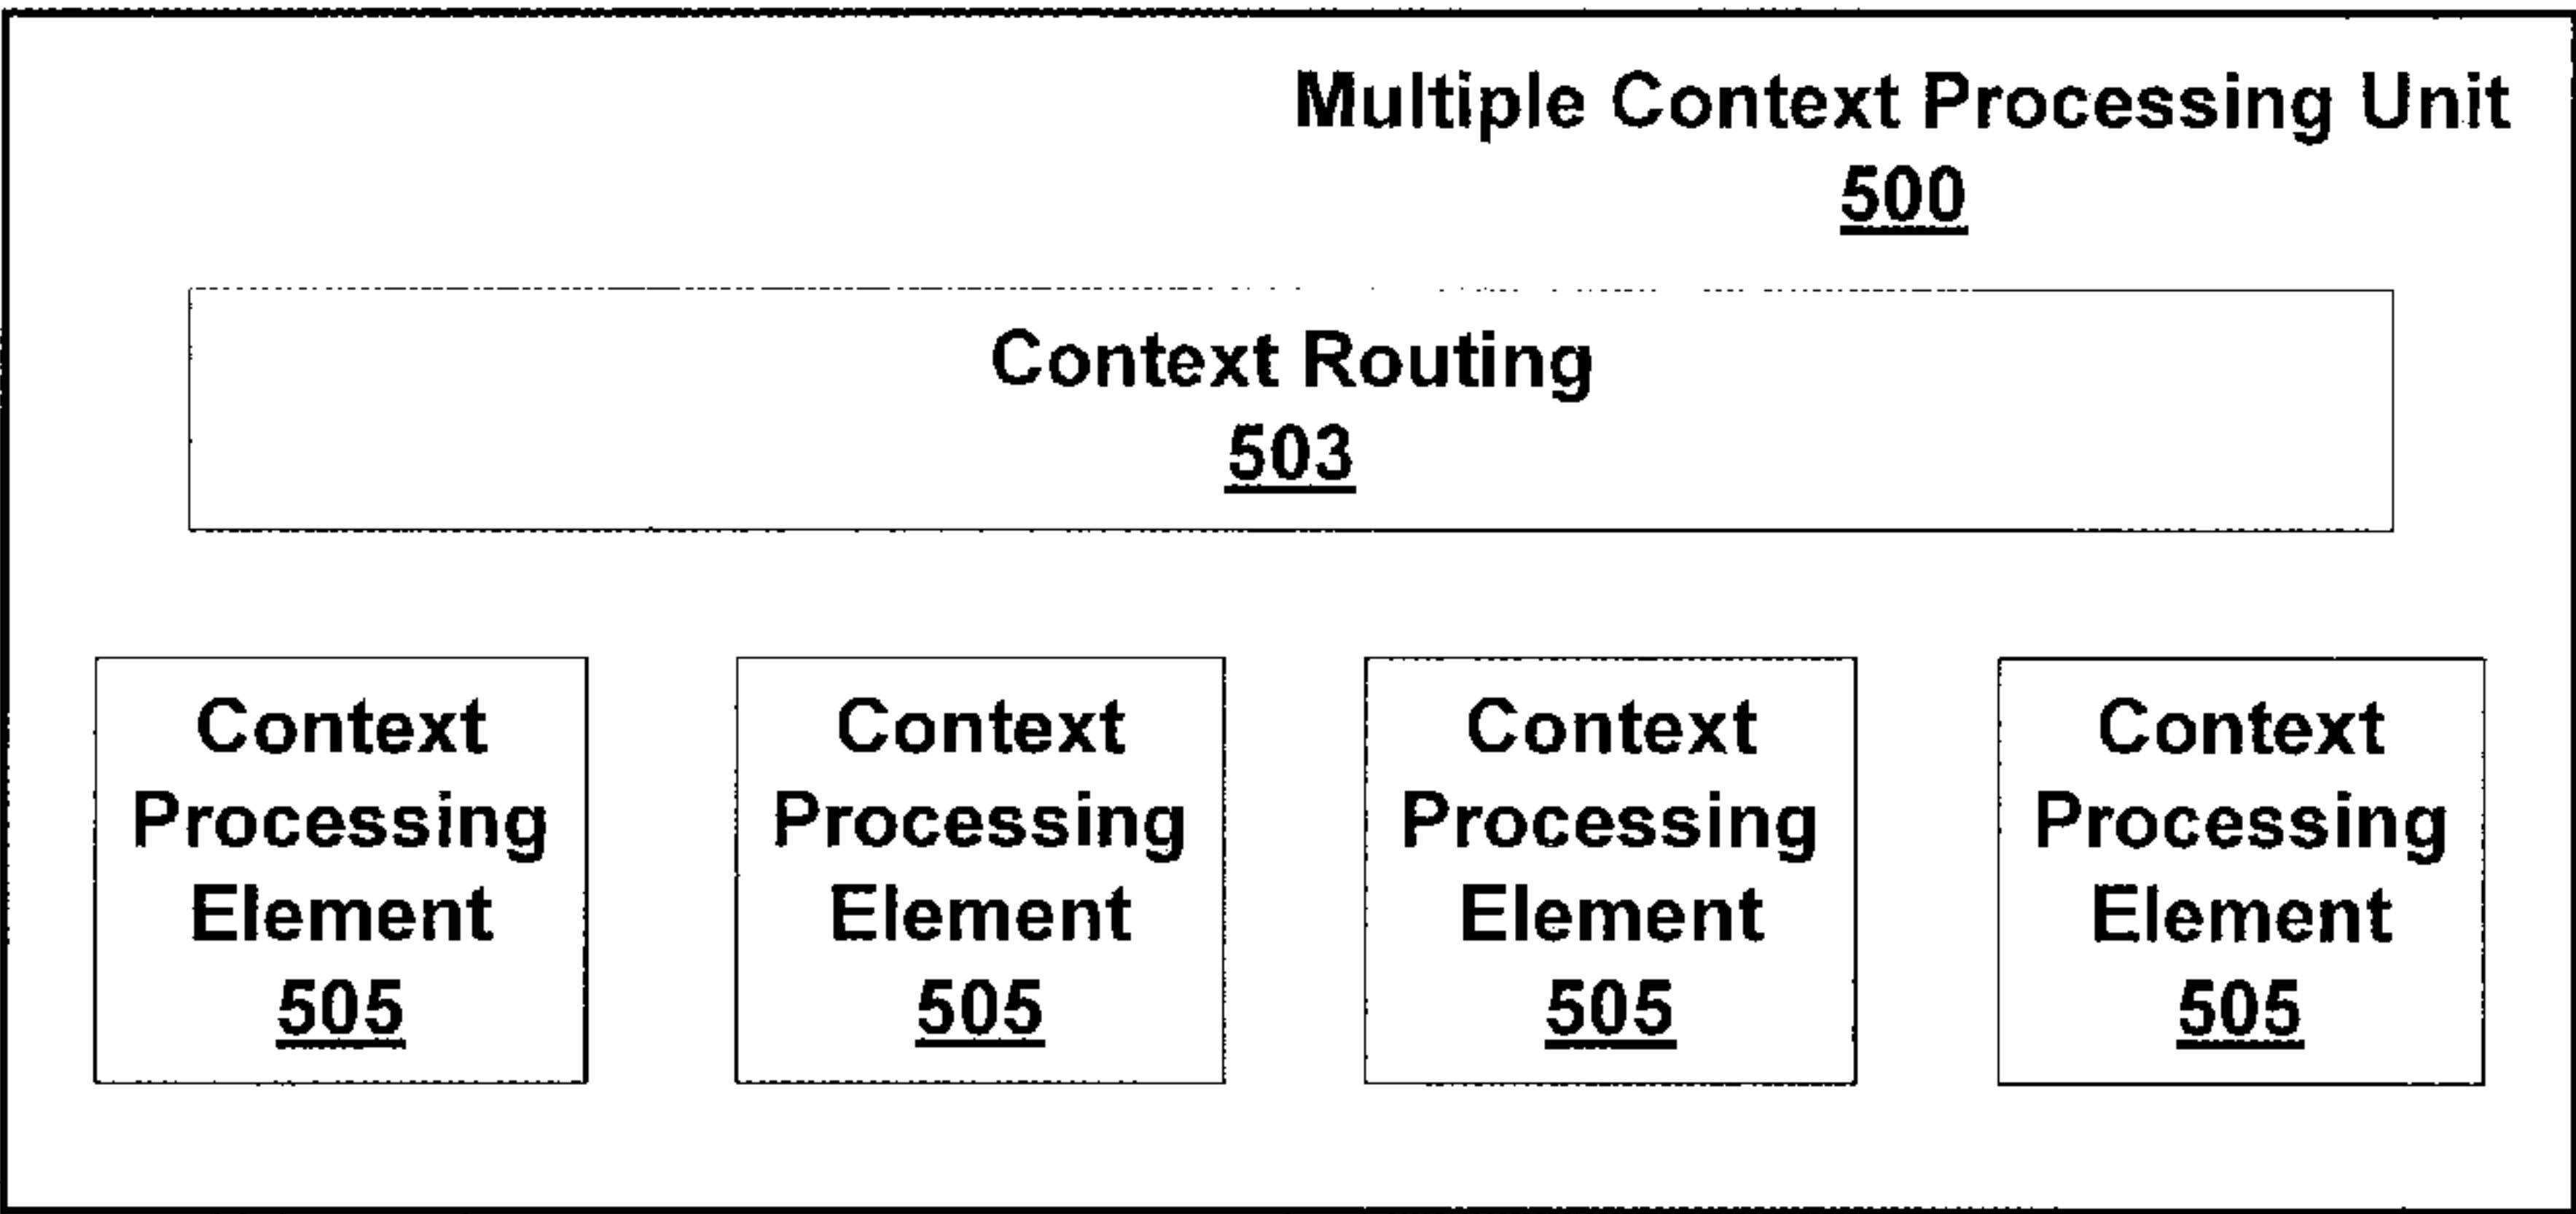 Multiple Context Processing Unit
500
Context Routing
503
Context
Processing
Element
505
Context
Processing
Element
505
Context
Processing
Element
505
Context
Processing
Element
505